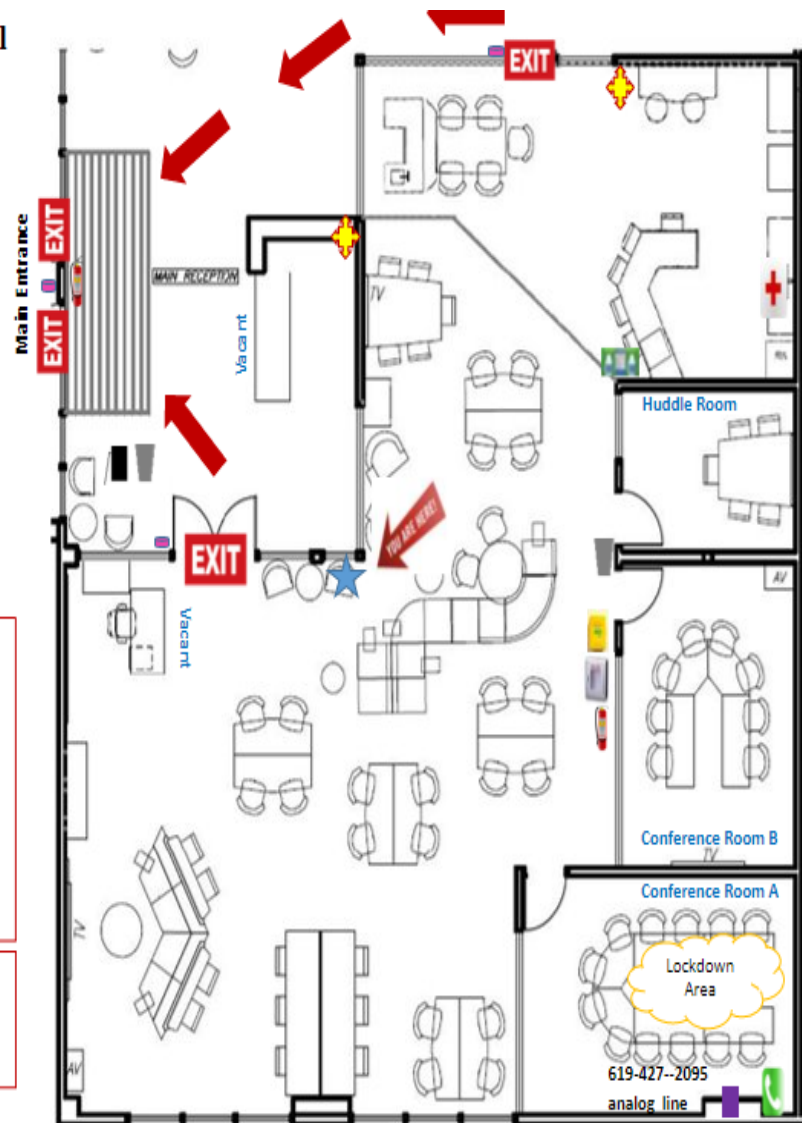 l
EXIT
EXIT
Main Entrance
MAIN RECEPTION
Vacant
TV
EXIT
Huddle Room
YOU ARE HERE!
EXIT
AV
Vacant
Conference Room B
TV
Conference Room A
TV
Lockdown
Area
AV
619-427--2095
analog line